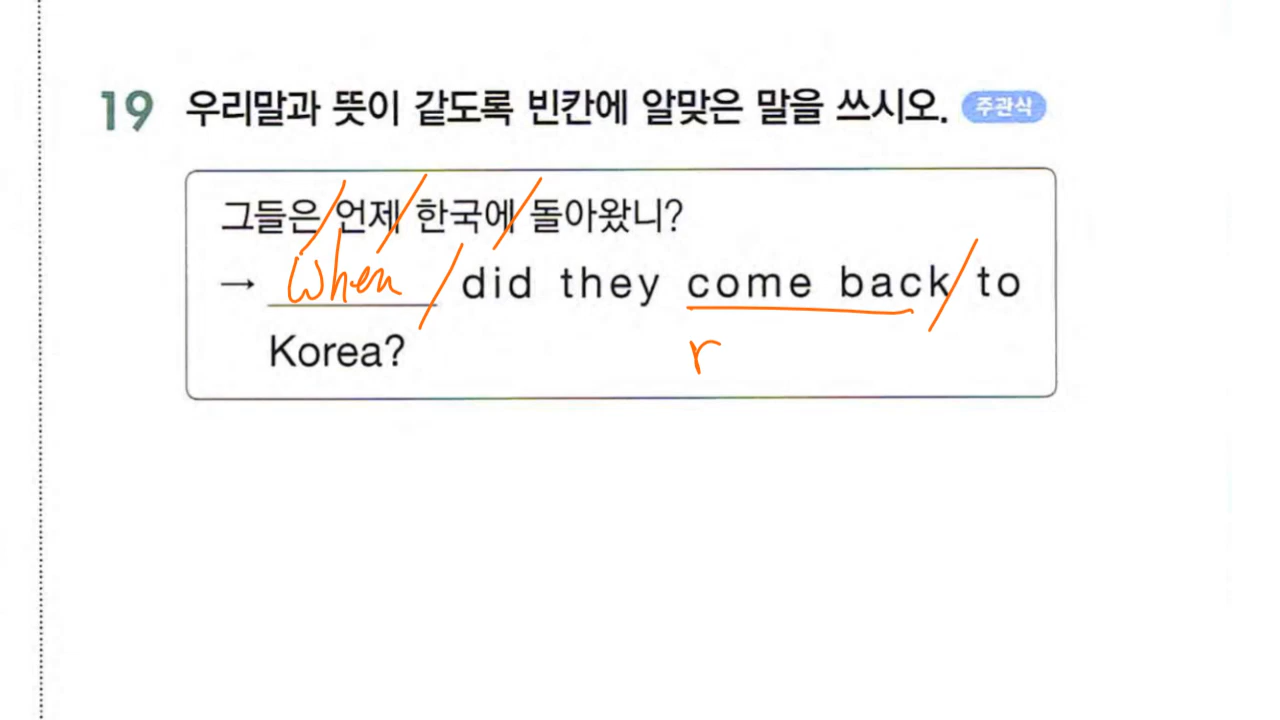 19 우리말과 뜻이 같도록 빈칸에 알맞은 말을 쓰시오. 주관식
그들은 언제 한국에 돌아왔니?
→ When did they come back to
Korea?
r